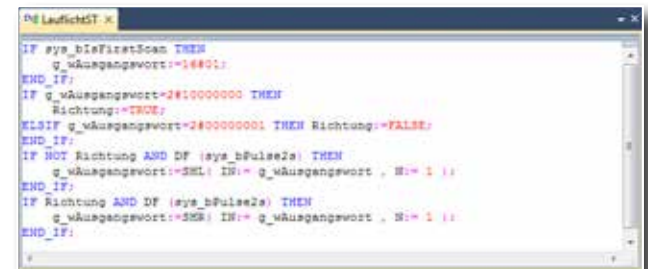 LauflichtST
IF sys_bIsFirstScan THEN
g_wAusgangswort:=16#01;
END_IF;
IF g_wAusgangswort=2#10000000 THEN
Richtung:=TRUE;
ELSIF g_wAusgangswort=2#00000001 THEN Richtung:=FALSE;
END_IF;
IF NOT Richtung AND DF (sys_bPulse2s) THEN
g_wAusgangswort:=SHL( IN:= g_wAusgangswort , N:= 1 );
END_IF;
IF Richtung AND DF (sys_bPulse2s) THEN
g_wAusgangswort:=SHR( IN:= g_wAusgangswort , N:= 1 );
END_IF;